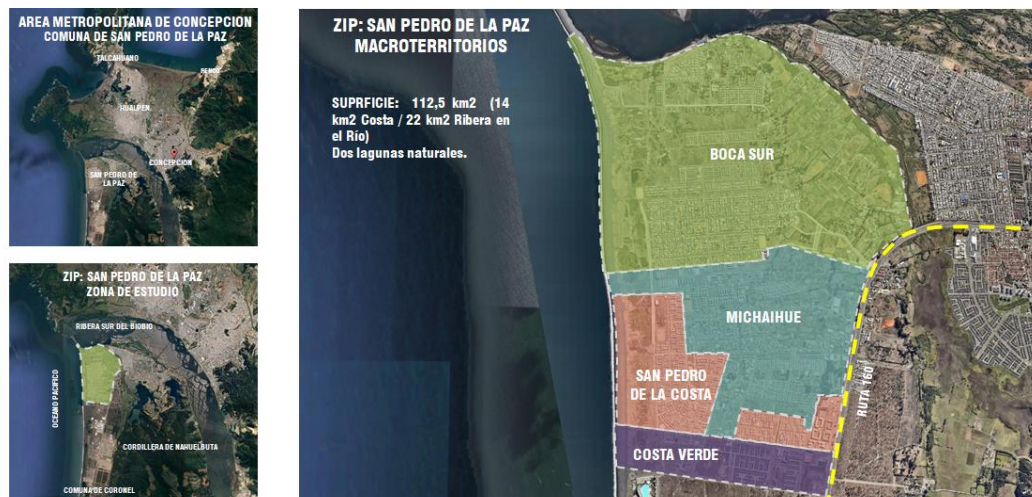 AREA METROPOLITANA DE CONCEPCION
COMUNA DE SAN PEDRO DE LA PAZ
TALCAHUANO
PENCO
HUALPEN
CONCEPCION
SAN PEDRO DE
LA PAZ
ZIP: SAN PEDRO DE LA PAZ
ZONA DE ESTUDIO
RIBERA SUR DEL BIOBIO
OCEANO PACIFICO
CORDILLERA DE NAHUELBUTA
COMUNA DE CORONEL
ZIP: SAN PEDRO DE LA PAZ
MACROTERRITORIOS
SUPRFICIE: 112,5 km2 (14
km2 Costa / 22 km2 Ribera en
el Río)
Dos lagunas naturales.
BOCA SUR
MICHAIHUE
SAN PEDRO
DE LA COSTA
COSTA VERDE
RUTA 160